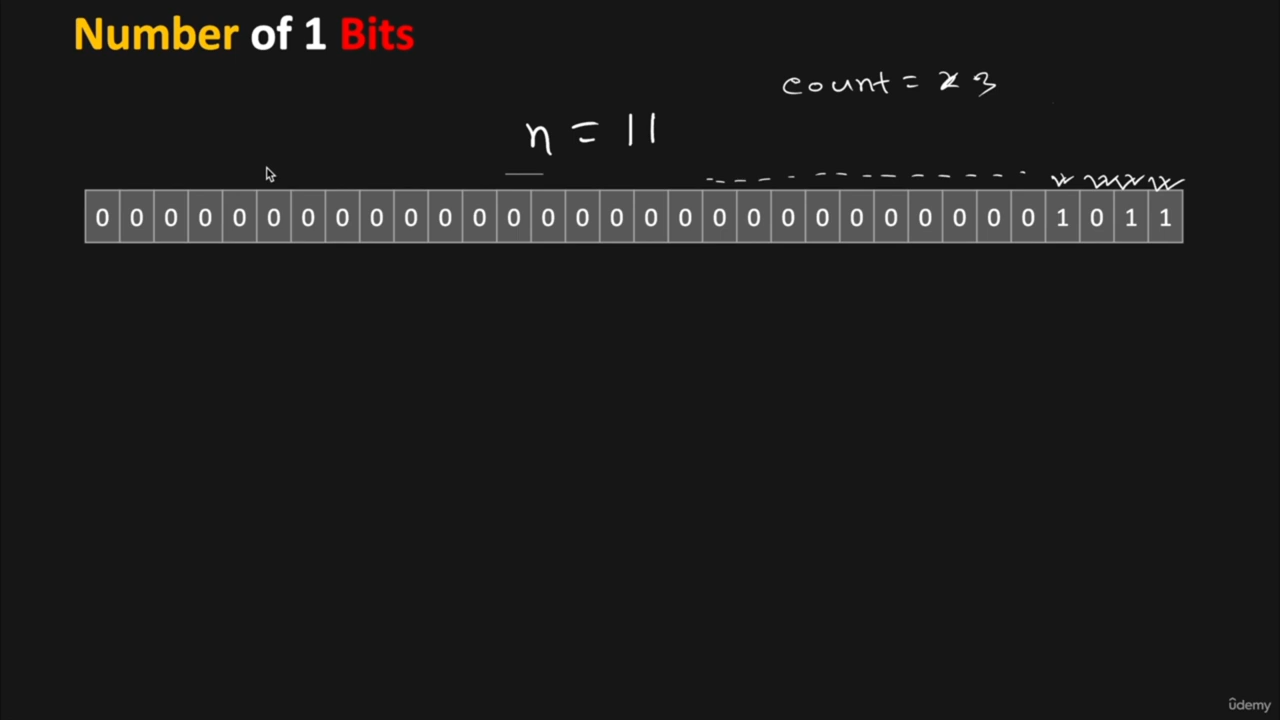 Number of 1 Bits
count = 2 3
n = 11
0 0 0 0 0 0 0 0 0 0 0 0 0 0 0 0 0 0 0 0 0 0 0 0 0 0 0 0 1 0 1 1
ûdemy